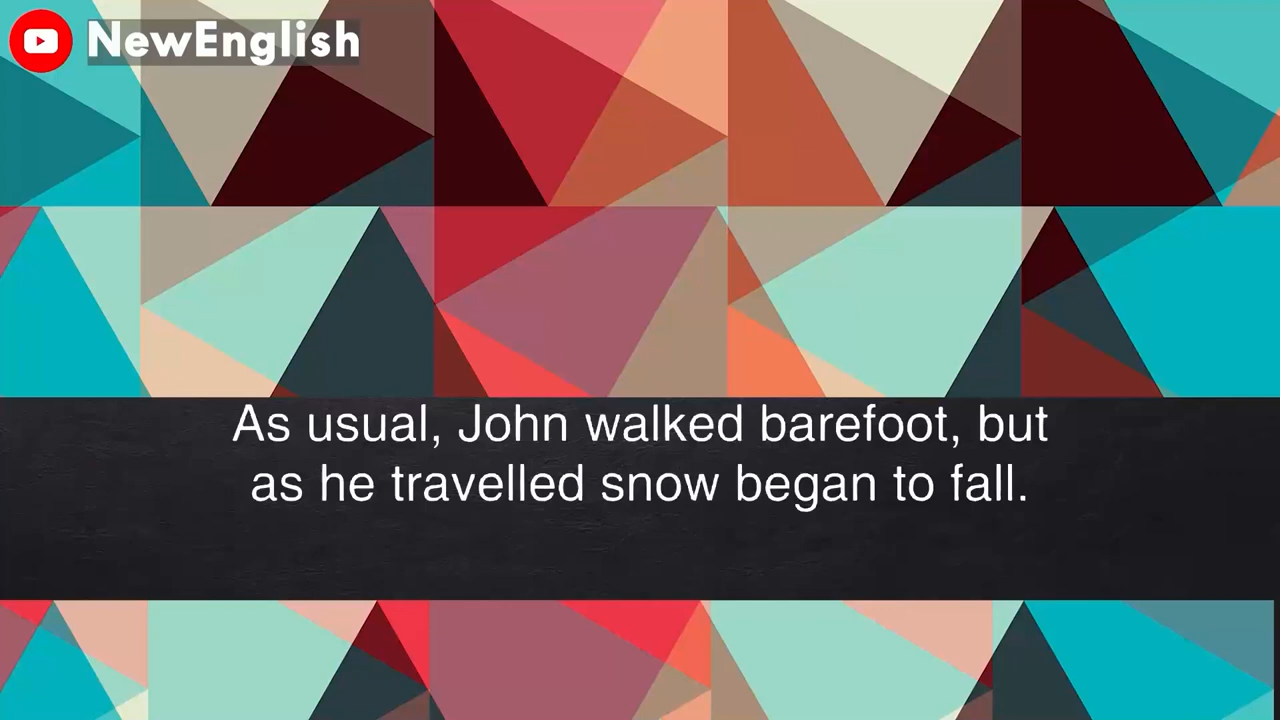 NewEnglish
As usual, John walked barefoot, but
as he travelled snow began to fall.